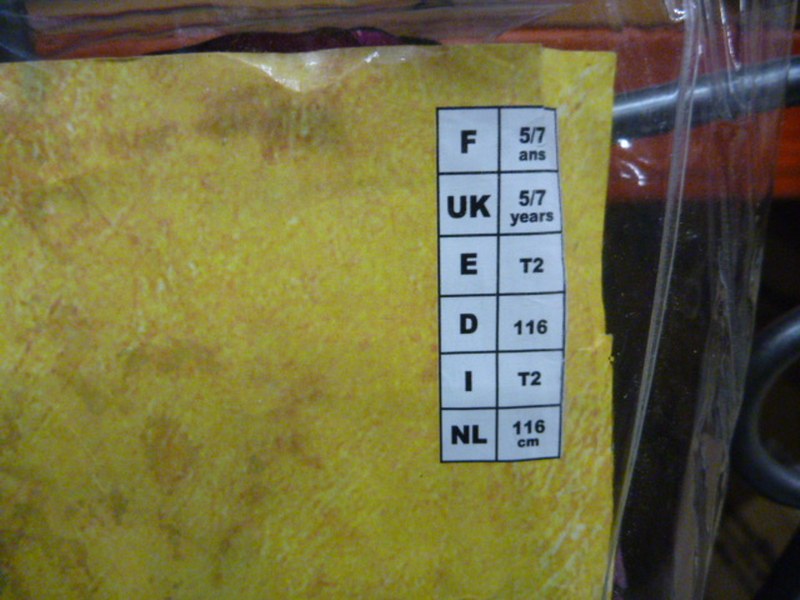 F 5/7 ans
UK 5/7 years
E T2
D 116
I T2
NL 116 cm